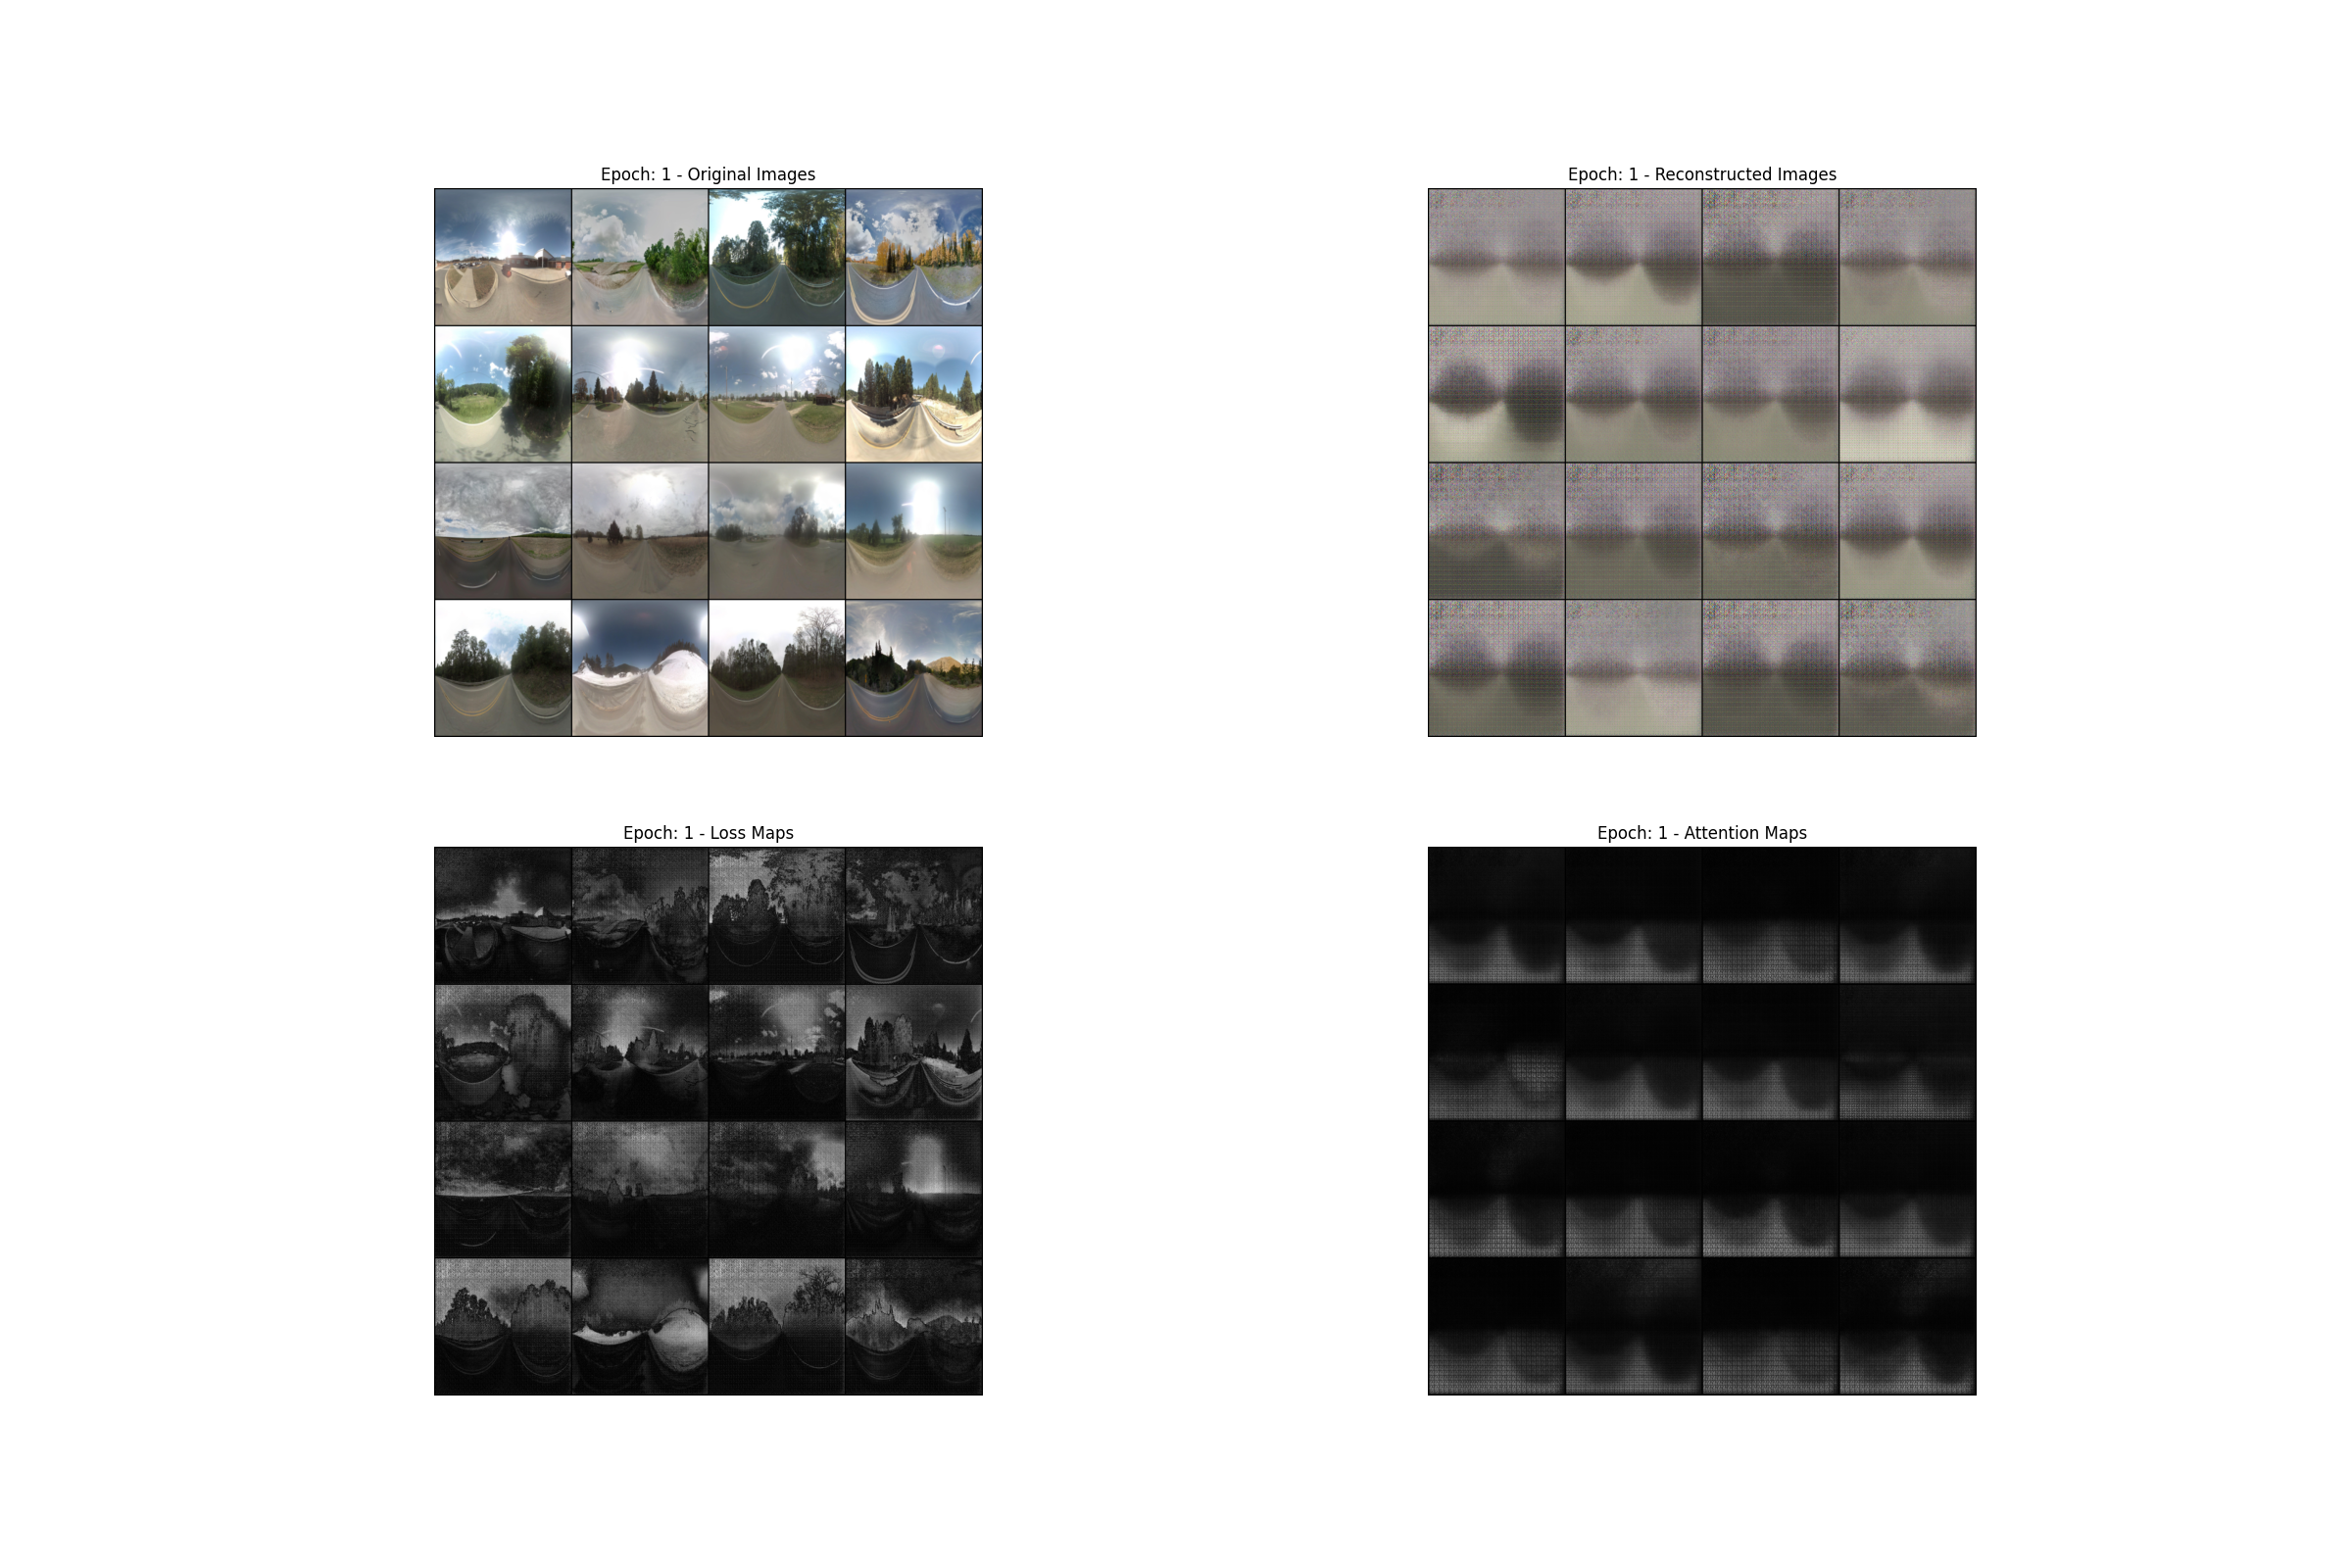 Epoch: 1 - Original Images
Epoch: 1 - Reconstructed Images
Epoch: 1 - Loss Maps
Epoch: 1 - Attention Maps